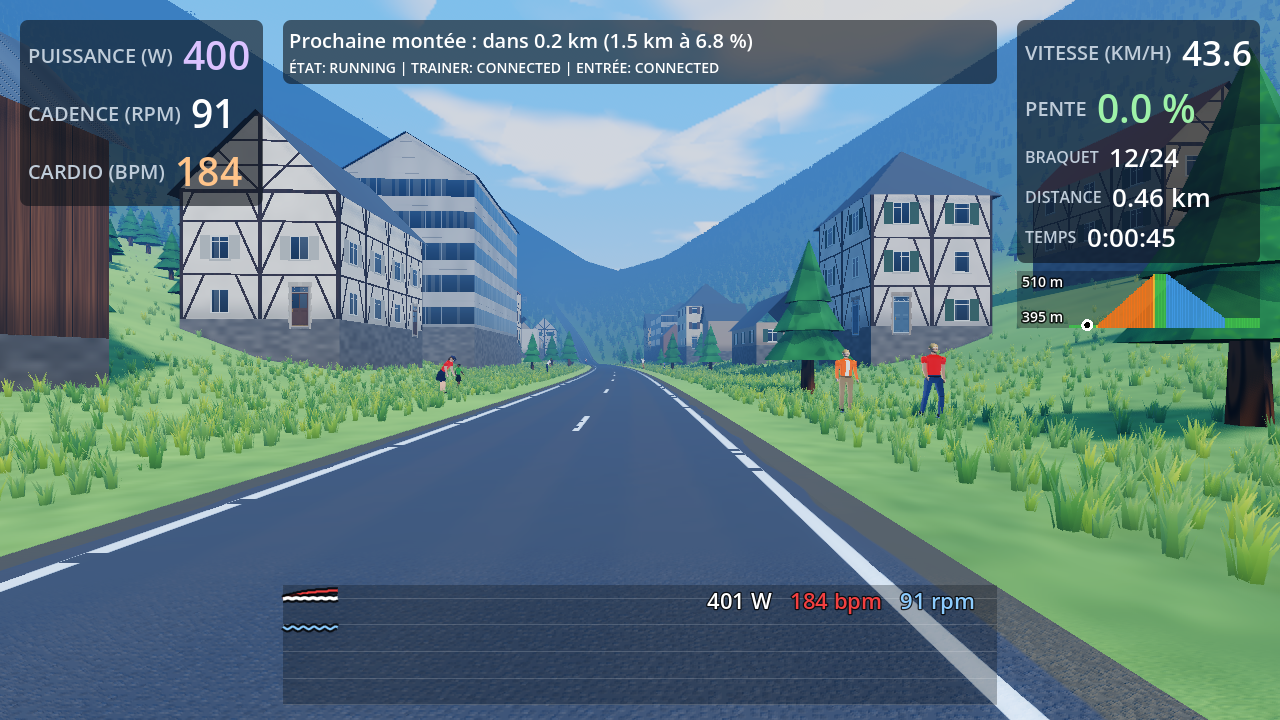 PUISSANCE (W) 400
CADENCE (RPM) 91
CARDIO (BPM) 184
Prochaine montée : dans 0.2 km (1.5 km à 6.8 %)
ÉTAT: RUNNING | TRAINER: CONNECTED | ENTRÉE: CONNECTED
VITESSE (KM/H) 43.6
PENTE 0.0 %
BRAQUET 12/24
DISTANCE 0.46 km
TEMPS 0:00:45
510 m
395 m
401 W 184 bpm 91 rpm